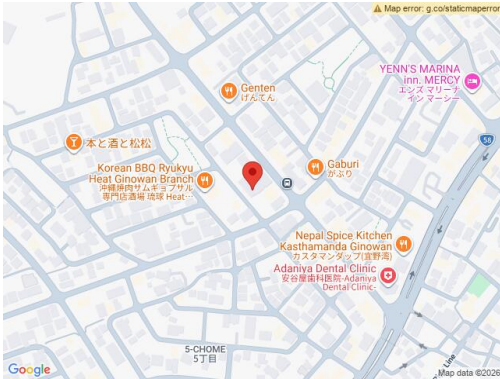 Map error: g.co/staticmaperror
YENN'S MARINA
inn. MERCY
エンズ マリーナ
イン マーシー
Genten
げんてん
58
本と酒と松松
Korean BBQ Ryukyu
Heat Ginowan Branch
沖縄焼肉サムギョプサル
専門店酒場 琉球 Heat…
Gaburi
がぶり
Nepal Spice Kitchen
Kasthamanda Ginowan
カスタマンダップ(宜野湾)
Adaniya Dental Clinic
安谷屋歯科医院-Adaniya
Dental Clinic-
5-CHOME
5丁目
Line
Google
Map data ©2026